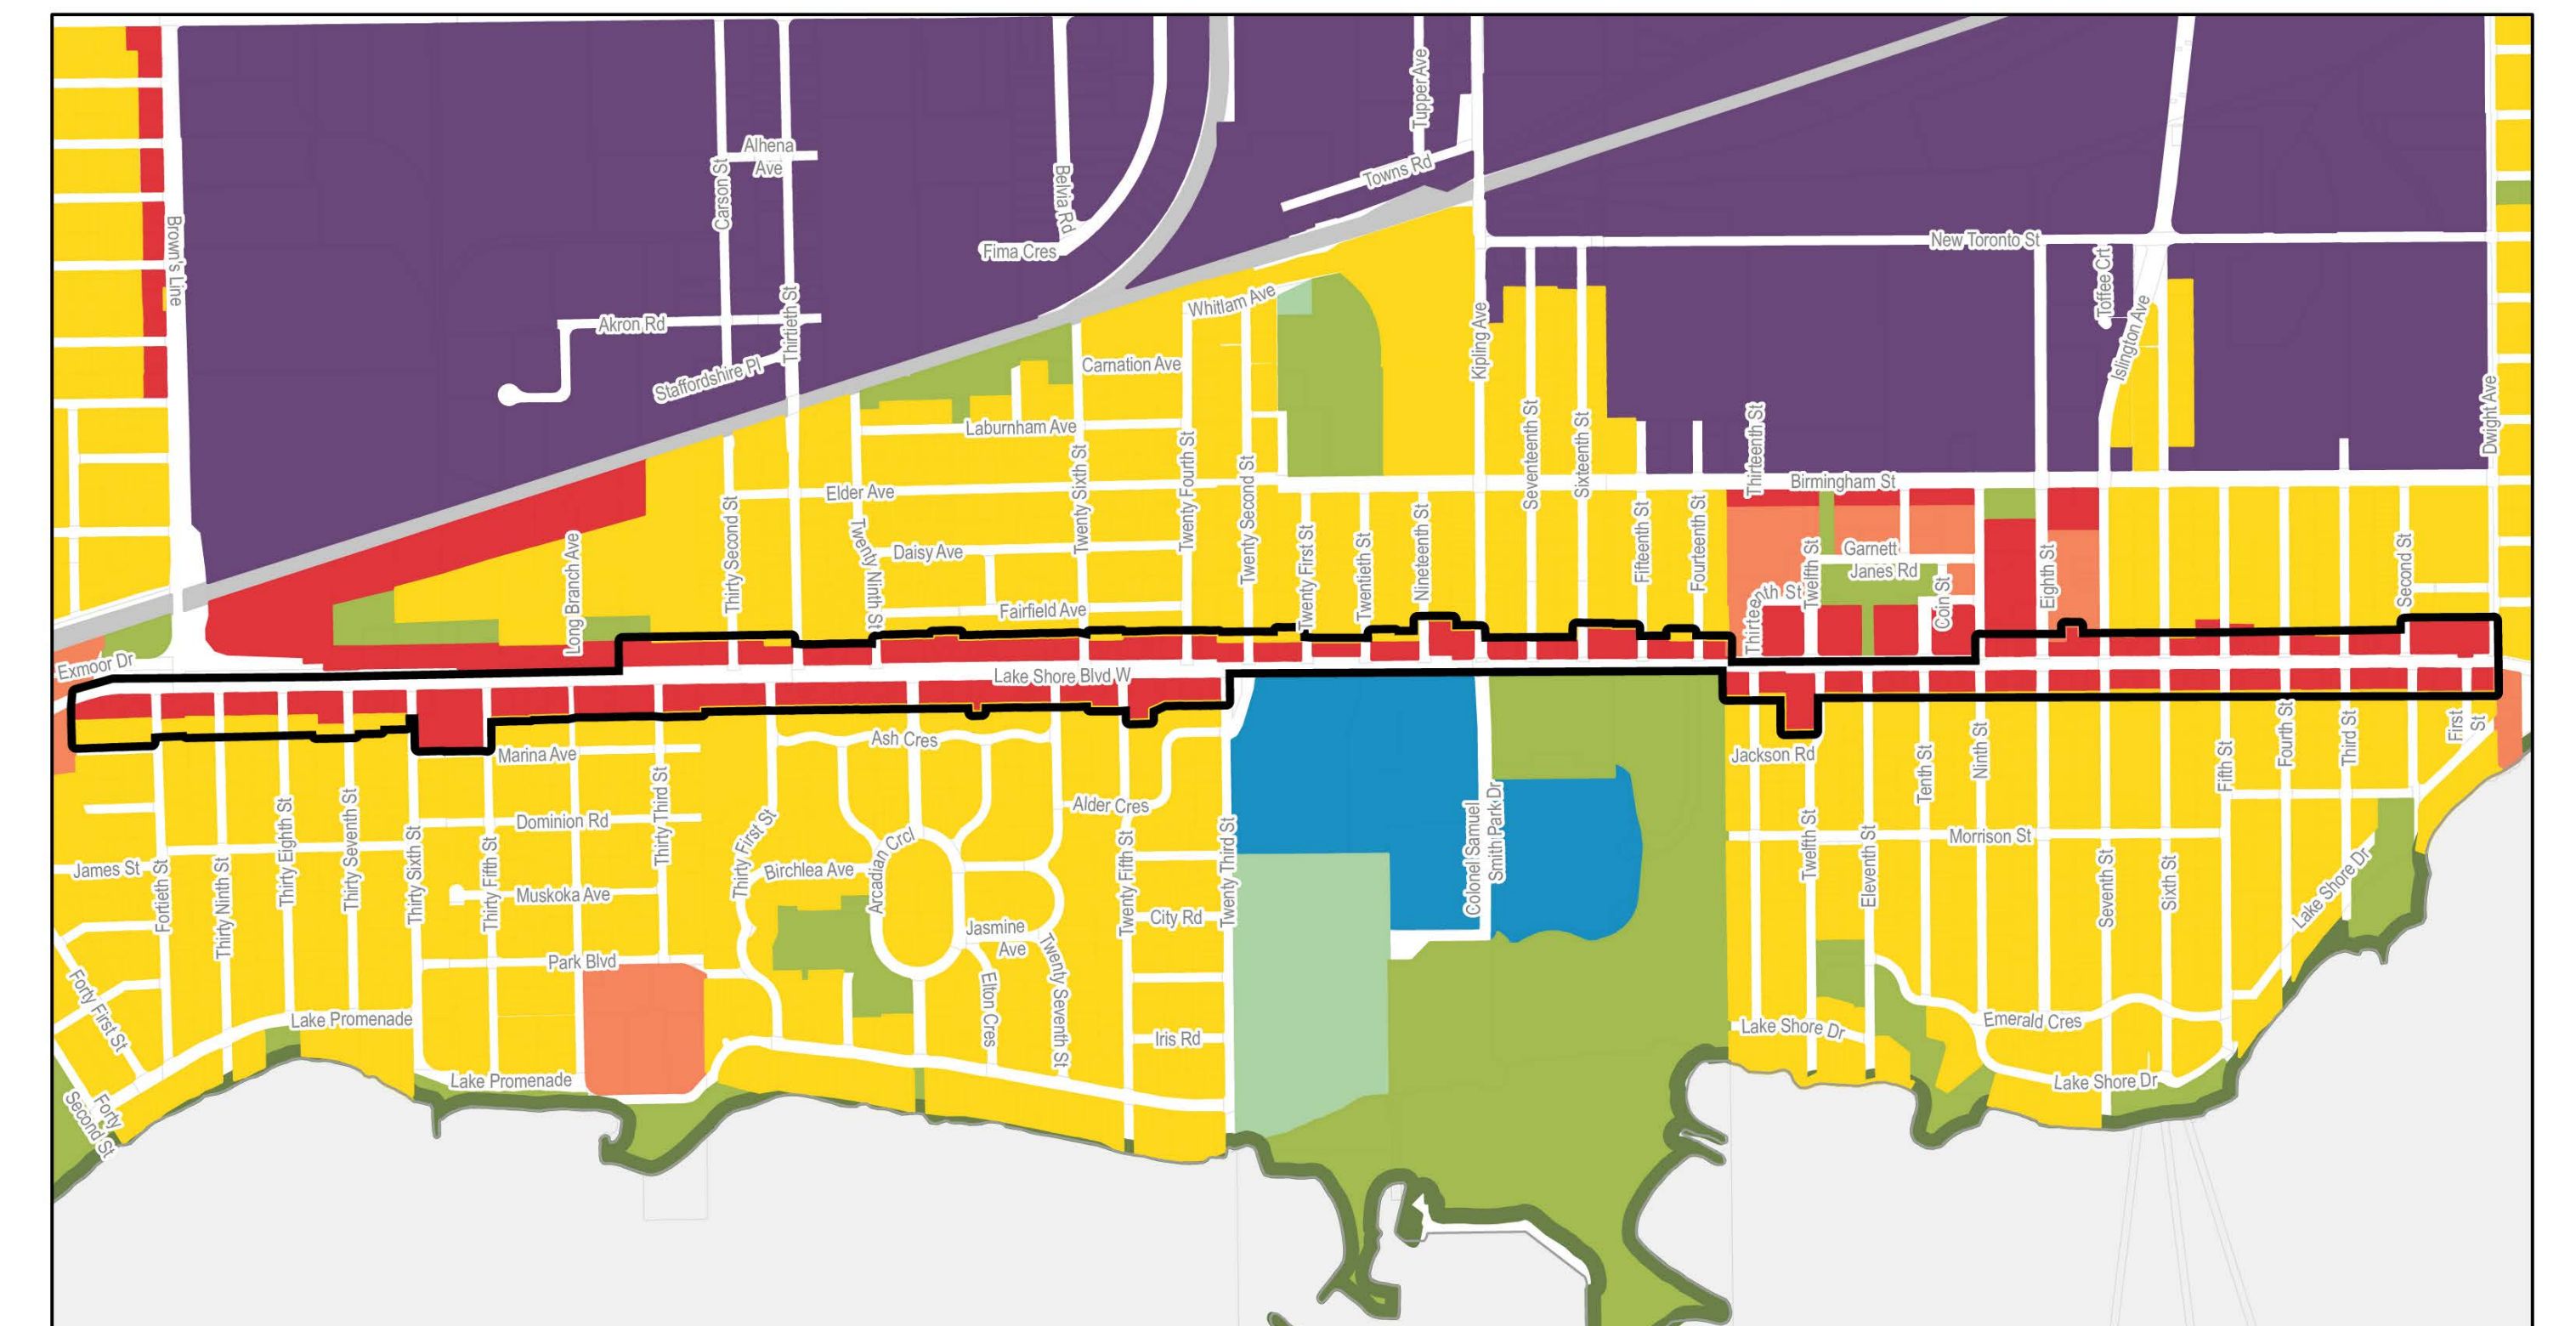 Tupper Ave
Alhena
Ave
Carson St
Towns Rd
Belvia Rd
Brown's Line
Fima Cres
New Toronto St
Toffee Crt
Thirtieth St
Whitlam Ave
Akron Rd
Kipling Ave
Islington Ave
Staffordshire Pl
Carnation Ave
Dwight Ave
Laburnham Ave
Twenty Sixth St
Twenty Fourth St
Twenty Second St
Seventeenth St
Sixteenth St
Thirteenth St
Birmingham St
Elder Ave
Thirty Second St
Long Branch Ave
Twenty Ninth St
Daisy Ave
Twenty First St
Twentieth St
Nineteenth St
Fifteenth St
Fourteenth St
Twelfth St
Garnett
Janes Rd
Coin St
Eighth St
Second St
Thirteenth St
Fairfield Ave
Exmoor Dr
Lake Shore Blvd W
Ash Cres
Marina Ave
Jackson Rd
First
St
Fourth St
Third St
Fifth St
Ninth St
Tenth St
Thirty Third St
Alder Cres
Dominion Rd
Colonel Samuel
Smith Park Dr
Thirty First St
Arcadian Crcl
Twenty Fifth St
Twenty Third St
Twelfth St
Eleventh St
Morrison St
Seventh St
Sixth St
Lake Shore Dr
James St
Fortieth St
Thirty Ninth St
Thirty Eighth St
Thirty Seventh St
Thirty Sixth St
Thirty Fifth St
Birchlea Ave
Muskoka Ave
City Rd
Jasmine
Ave
Twenty Seventh St
Elton Cres
Park Blvd
Forty First St
Lake Promenade
Iris Rd
Lake Shore Dr
Emerald Cres
Lake Promenade
Lake Shore Dr
Forty
Second St